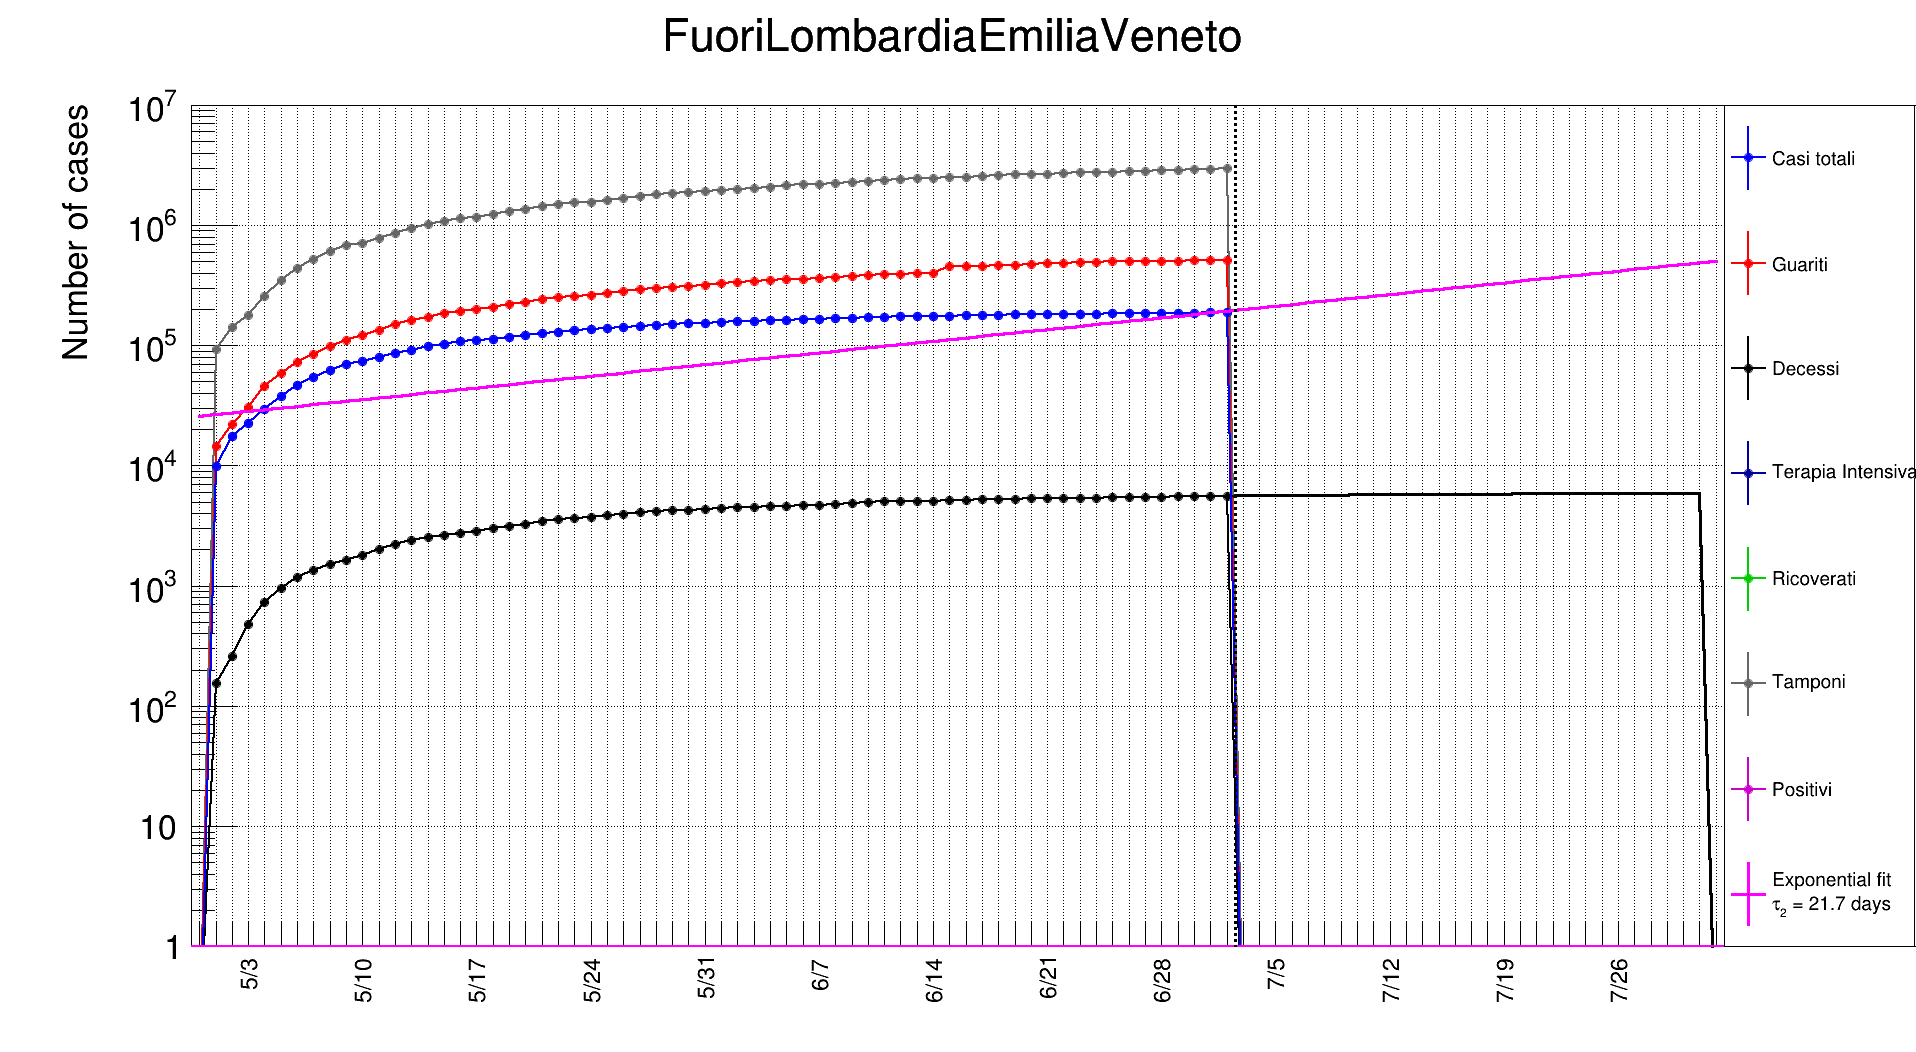 FuoriLombardiaEmiliaVeneto
Number of cases
10^7
10^6
10^5
10^4
10^3
10^2
10
1
5/3
5/10
5/17
5/24
5/31
6/7
6/14
6/21
6/28
7/5
7/12
7/19
7/26
Casi totali
Guariti
Decessi
Terapia Intensiva
Ricoverati
Tamponi
Positivi
Exponential fit
τ_2 = 21.7 days